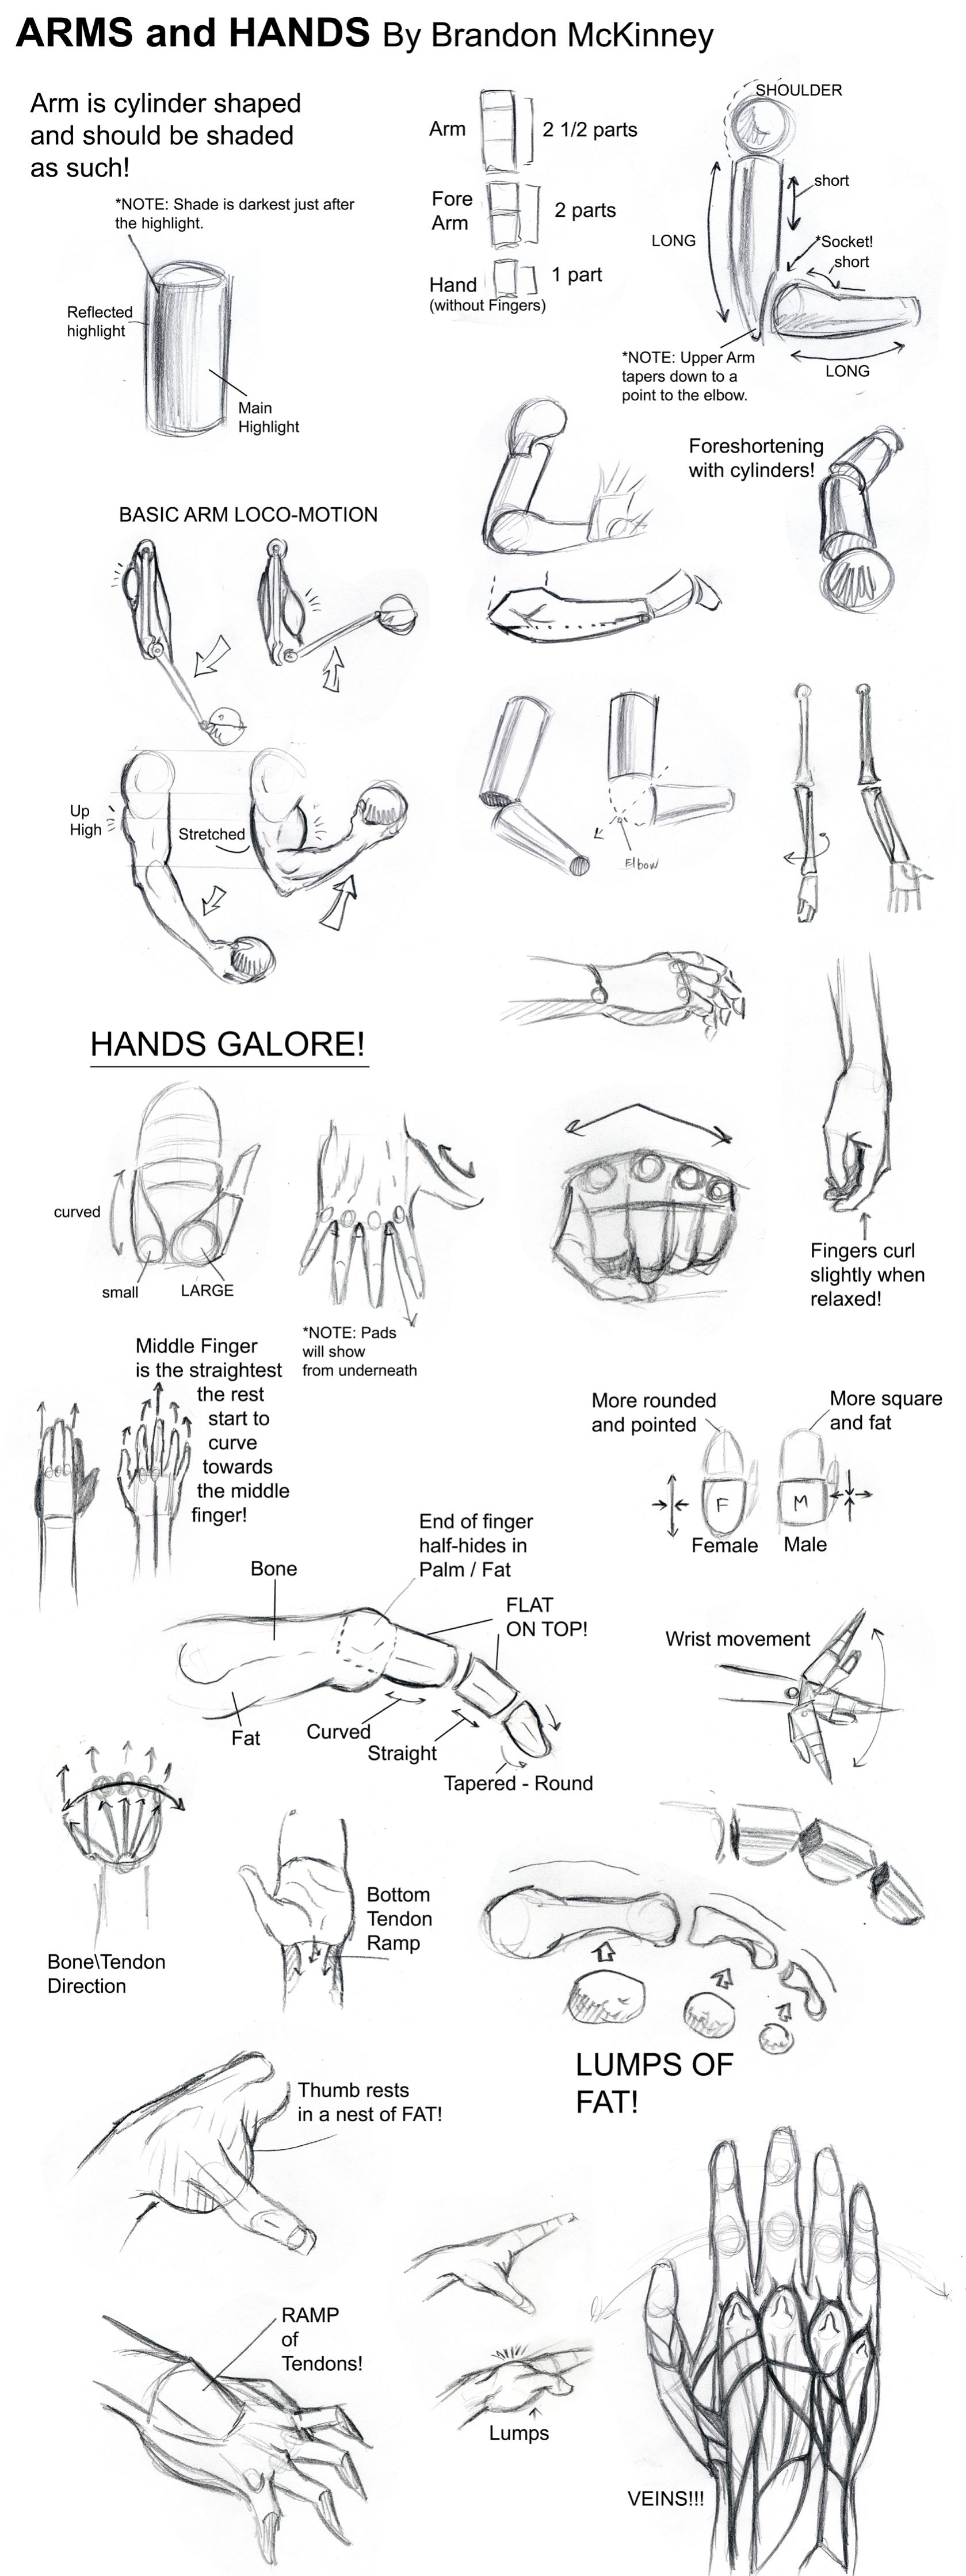 ARMS and HANDS By Brandon McKinney
Arm is cylinder shaped
and should be shaded
as such!
*NOTE: Shade is darkest just after
the highlight.
Reflected
highlight
Main
Highlight
Arm
2 1/2 parts
Fore
Arm
2 parts
Hand
(without Fingers)
1 part
SHOULDER
short
LONG
*Socket!
short
LONG
*NOTE: Upper Arm
tapers down to a
point to the elbow.
Foreshortening
with cylinders!
BASIC ARM LOCO-MOTION
Up
High
Stretched
Elbow
HANDS GALORE!
curved
small
LARGE
*NOTE: Pads
will show
from underneath
Fingers curl
slightly when
relaxed!
Middle Finger
is the straightest
the rest
start to
curve
towards
the middle
finger!
More rounded
and pointed
More square
and fat
F
M
Female
Male
End of finger
half-hides in
Palm / Fat
Bone
FLAT
ON TOP!
Fat
Curved
Straight
Tapered - Round
Wrist movement
Bone\Tendon
Direction
Bottom
Tendon
Ramp
LUMPS OF
FAT!
Thumb rests
in a nest of FAT!
RAMP
of
Tendons!
Lumps
VEINS!!!